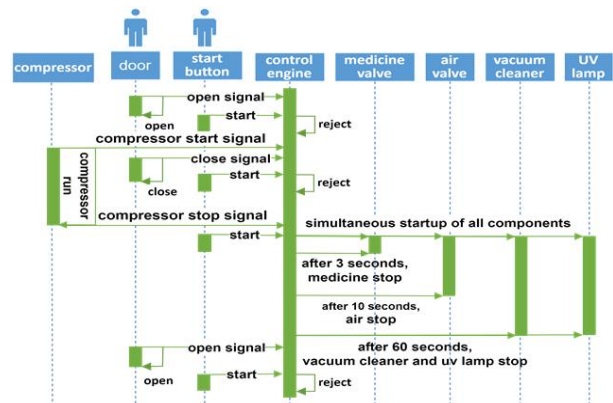 compressor
door
start
button
control
engine
medicine
valve
air
valve
vacuum
cleaner
UV
lamp
open signal
open
start
reject
compressor start signal
close signal
close
start
reject
compressor
run
compressor stop signal
simultaneous startup of all components
start
after 3 seconds,
medicine stop
after 10 seconds,
air stop
open signal
after 60 seconds,
vacuum cleaner and uv lamp stop
open
start
reject